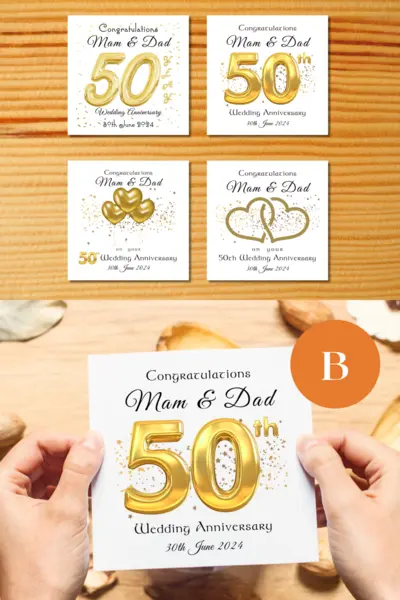 Congratulations
Mam & Dad
50
YEARS
Wedding Anniversary
30th June 2024
Congratulations
Mam & Dad
50th
Wedding Anniversary
30th June 2024
Congratulations
Mam & Dad
on your
50th Wedding Anniversary
30th June 2024
Congratulations
Mam & Dad
on your
50th Wedding Anniversary
30th June 2024
B
Congratulations
Mam & Dad
50th
Wedding Anniversary
30th June 2024